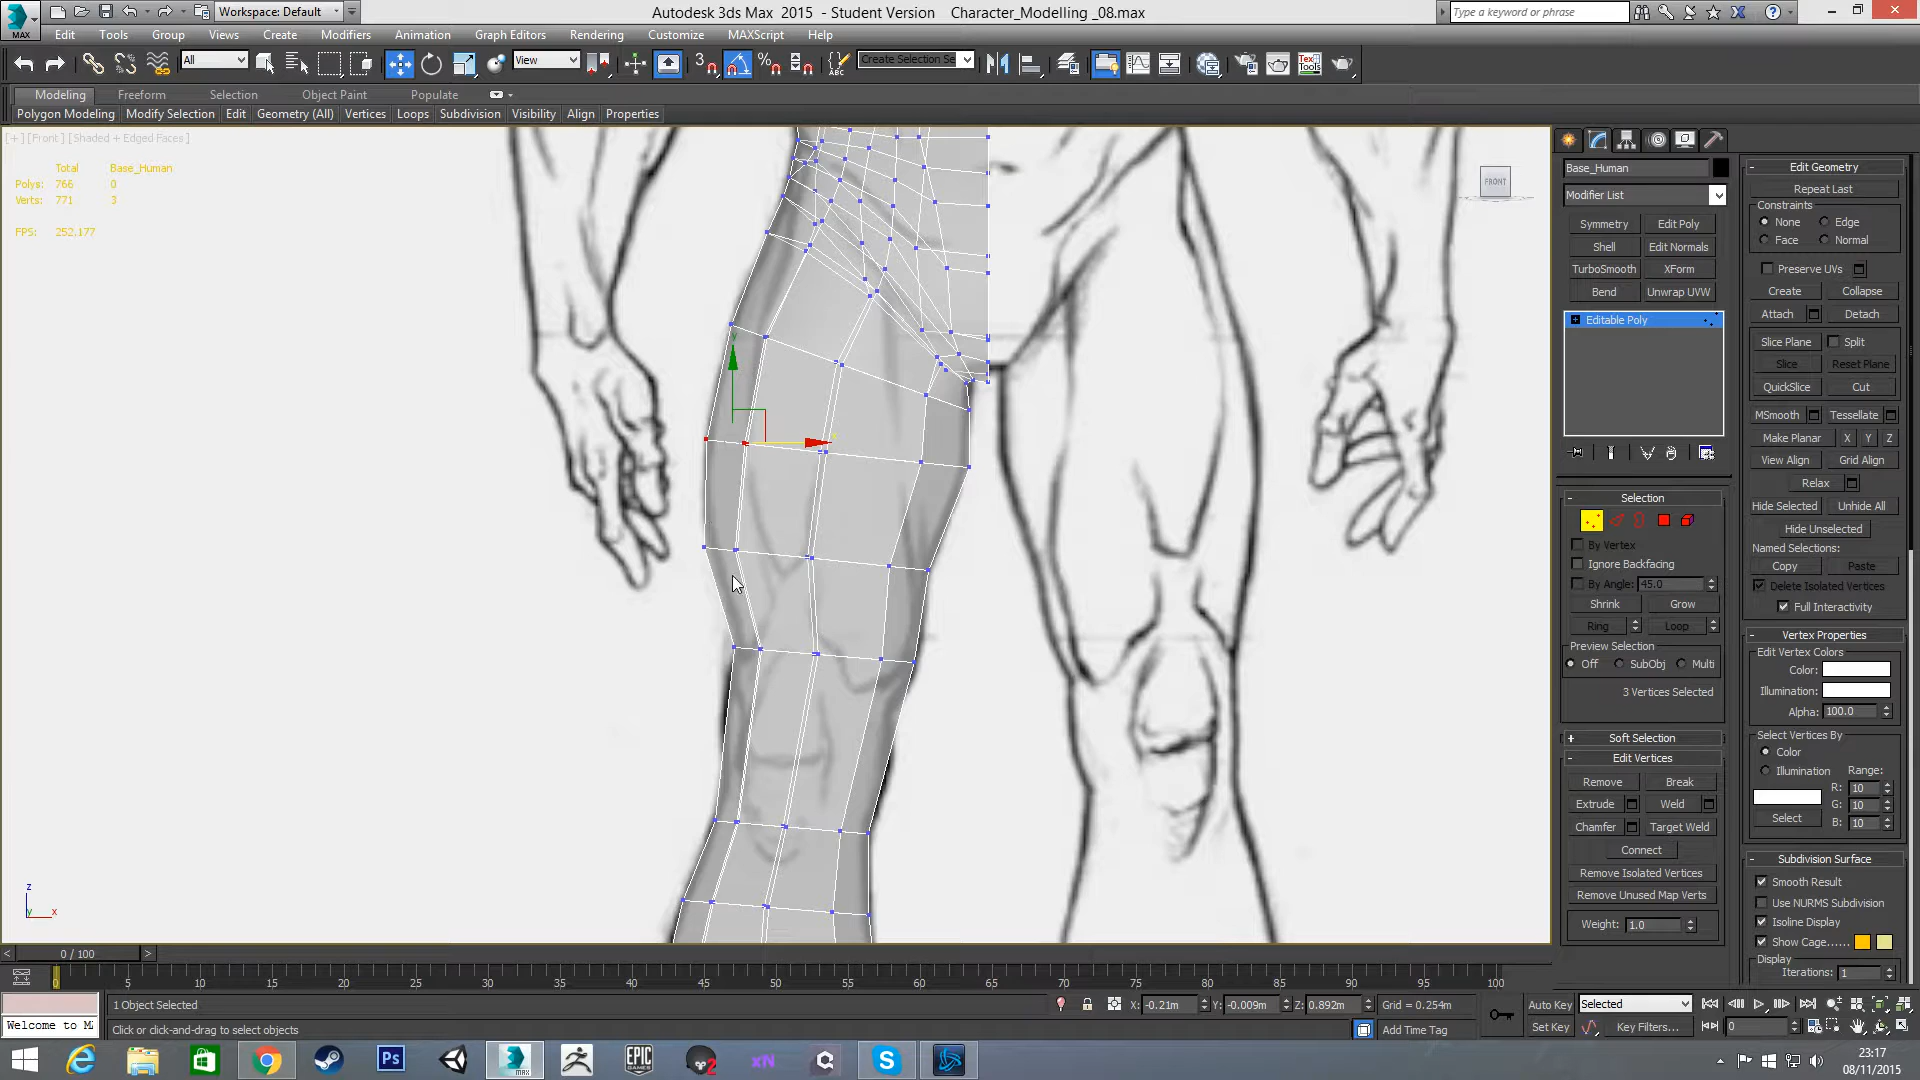 Workspace: Default
Autodesk 3ds Max 2015 - Student Version Character_Modelling _08.max
Type a keyword or phrase
MAX
Edit Tools Group Views Create Modifiers Animation Graph Editors Rendering Customize MAXScript Help
All View Create Selection Se
Modeling Freeform Selection Object Paint Populate
Polygon Modeling Modify Selection Edit Geometry (All) Vertices Loops Subdivision Visibility Align Properties
[+] [Front] [Shaded + Edged Faces]
Total Base_Human
Polys: 766 0
Verts: 771 3
FPS: 252.177
FRONT
Base_Human
Modifier List
Symmetry Edit Poly
Shell Edit Normals
TurboSmooth XForm
Bend Unwrap UVW
Editable Poly
Selection
By Vertex
Ignore Backfacing
By Angle: 45.0
Shrink Grow
Ring Loop
Preview Selection
Off SubObj Multi
3 Vertices Selected
Soft Selection
Edit Vertices
Remove Break
Extrude Weld
Chamfer Target Weld
Connect
Remove Isolated Vertices
Remove Unused Map Verts
Weight: 1.0
Edit Geometry
Repeat Last
Constraints
None Edge
Face Normal
Preserve UVs
Create Collapse
Attach Detach
Slice Plane Split
Slice Reset Plane
QuickSlice Cut
MSmooth Tessellate
Make Planar X Y Z
View Align Grid Align
Relax
Hide Selected Unhide All
Hide Unselected
Named Selections:
Copy Paste
Delete Isolated Vertices
Full Interactivity
Vertex Properties
Edit Vertex Colors
Color:
Illumination:
Alpha: 100.0
Select Vertices By
Color
Illumination Range:
R: 10
G: 10
B: 10
Select
Subdivision Surface
Smooth Result
Use NURMS Subdivision
Isoline Display
Show Cage......
Display
Iterations: 1
z
y x
0 / 100
0 5 10 15 20 25 30 35 40 45 50 55 60 65 70 75 80 85 90 95 100
1 Object Selected
X: -0.21m Y: -0.009m Z: 0.892m Grid = 0.254m
Auto Key Selected
Welcome to M
Click or click-and-drag to select objects
Add Time Tag
Set Key Key Filters... 0
23:17
08/11/2015